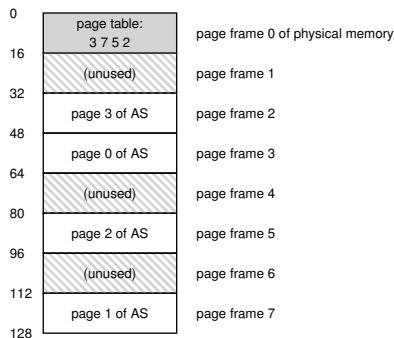 0
page table:
3 7 5 2
page frame 0 of physical memory
16
(unused)
page frame 1
32
page 3 of AS
page frame 2
48
page 0 of AS
page frame 3
64
(unused)
page frame 4
80
page 2 of AS
page frame 5
96
(unused)
page frame 6
112
page 1 of AS
page frame 7
128